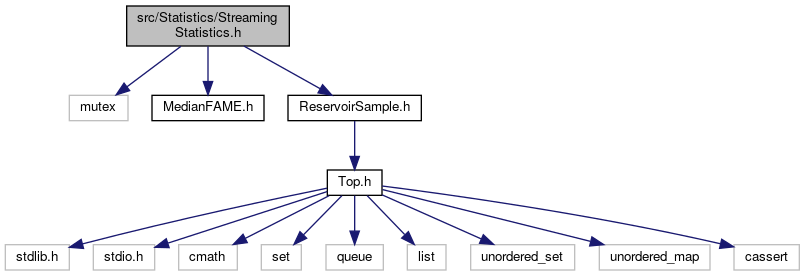 src/Statistics/Streaming
Statistics.h
mutex
MedianFAME.h
ReservoirSample.h
Top.h
stdlib.h
stdio.h
cmath
set
queue
list
unordered_set
unordered_map
cassert